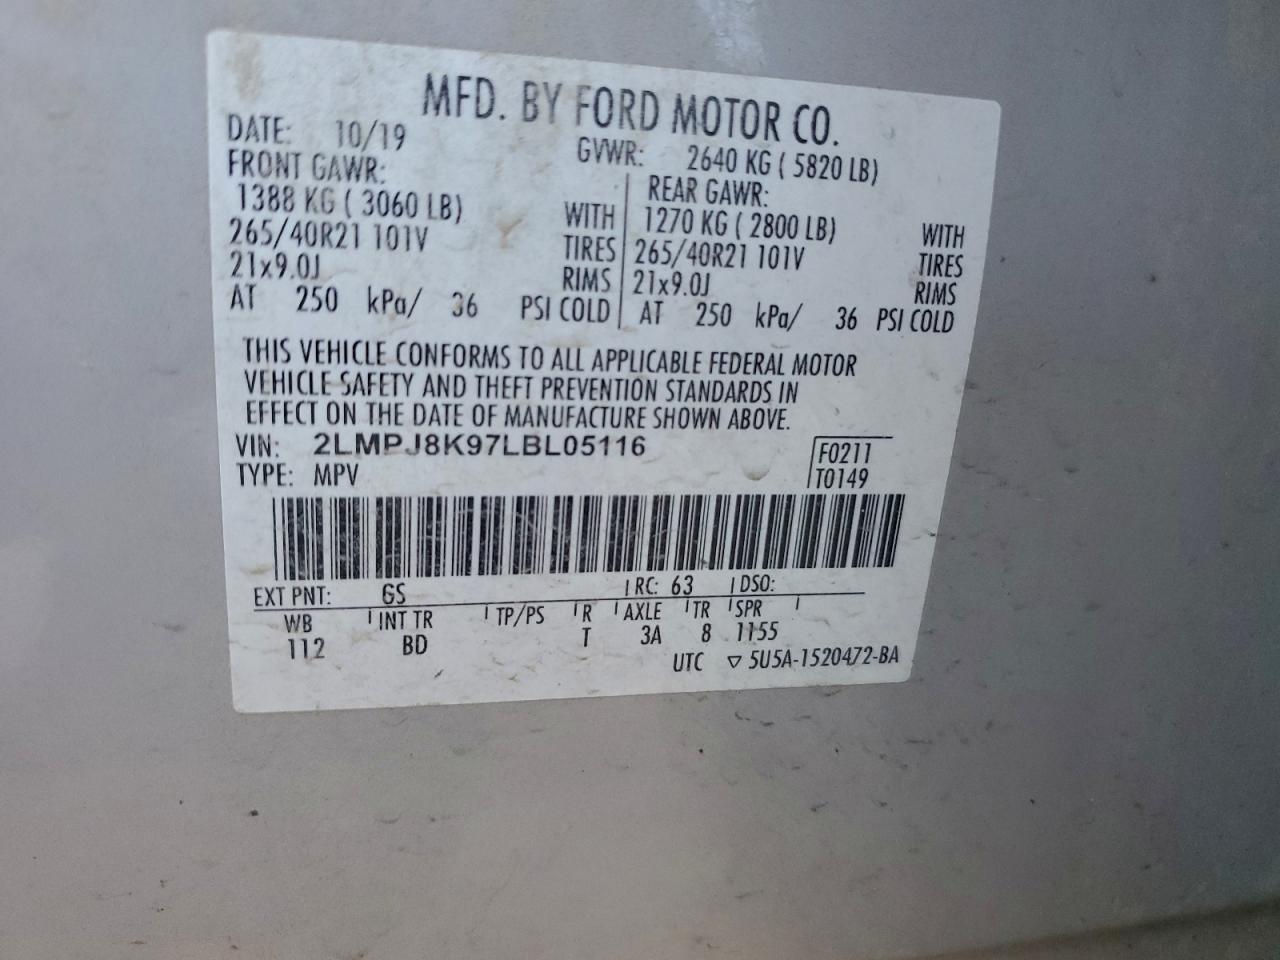 MFD. BY FORD MOTOR CO.
DATE: 10/19 GVWR: 2640 KG ( 5820 LB)
FRONT GAWR: REAR GAWR:
1388 KG ( 3060 LB) WITH 1270 KG ( 2800 LB) WITH
265/40R21 101V TIRES 265/40R21 101V TIRES
21x9.0J RIMS 21x9.0J RIMS
AT 250 kPa/ 36 PSI COLD AT 250 kPa/ 36 PSI COLD
THIS VEHICLE CONFORMS TO ALL APPLICABLE FEDERAL MOTOR
VEHICLE SAFETY AND THEFT PREVENTION STANDARDS IN
EFFECT ON THE DATE OF MANUFACTURE SHOWN ABOVE.
VIN: 2LMPJ8K97LBL05116 F0211
TYPE: MPV T0149
EXT PNT: GS RC: 63 DSO:
WB INT TR TP/PS R AXLE TR SPR
112 BD T 3A 8 1155
UTC ▽ 5U5A-1520472-BA